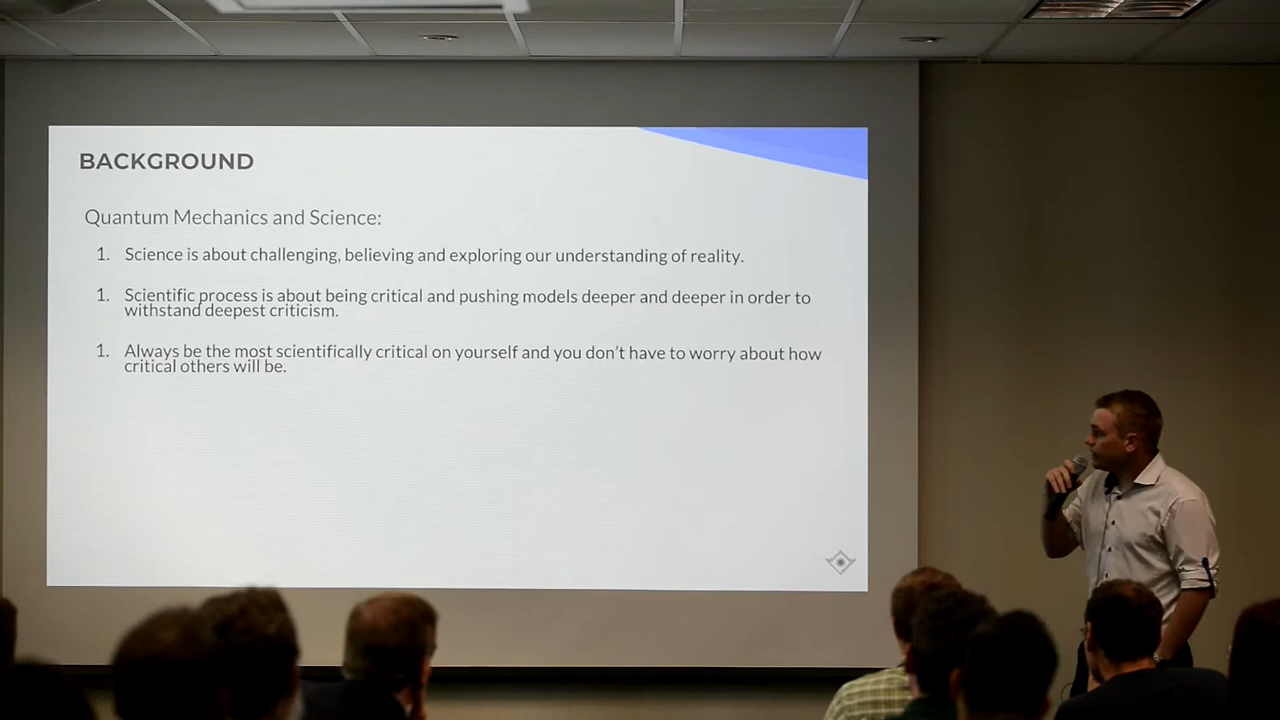 BACKGROUND
Quantum Mechanics and Science:
1. Science is about challenging, believing and exploring our understanding of reality.
1. Scientific process is about being critical and pushing models deeper and deeper in order to
withstand deepest criticism.
1. Always be the most scientifically critical on yourself and you don't have to worry about how
critical others will be.